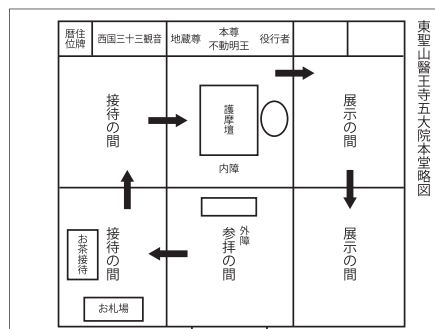 東聖山醫王寺五大院本堂略図
暦住
位牌
西国三十三観音
地蔵尊
本尊
不動明王
役行者
接待の間
護摩壇
内障
展示の間
お茶接待
接待の間
お札場
外障
参拝の間
展示の間